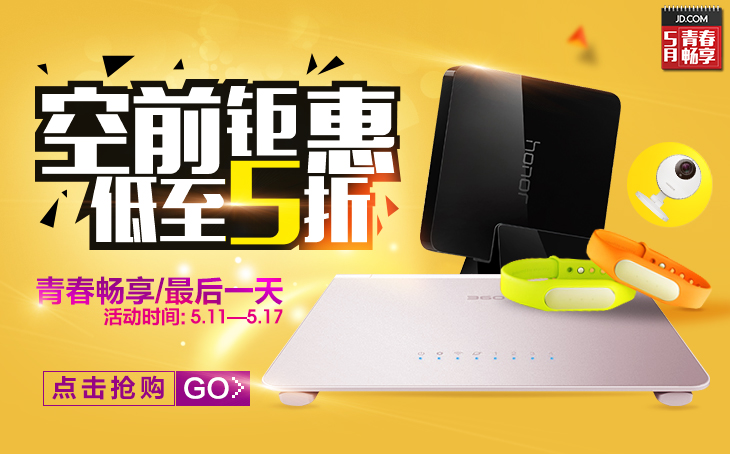 JD.COM
5月 青春畅享
空前钜惠
低至5折
青春畅享/最后一天
活动时间: 5.11—5.17
点击抢购 GO
honor
360